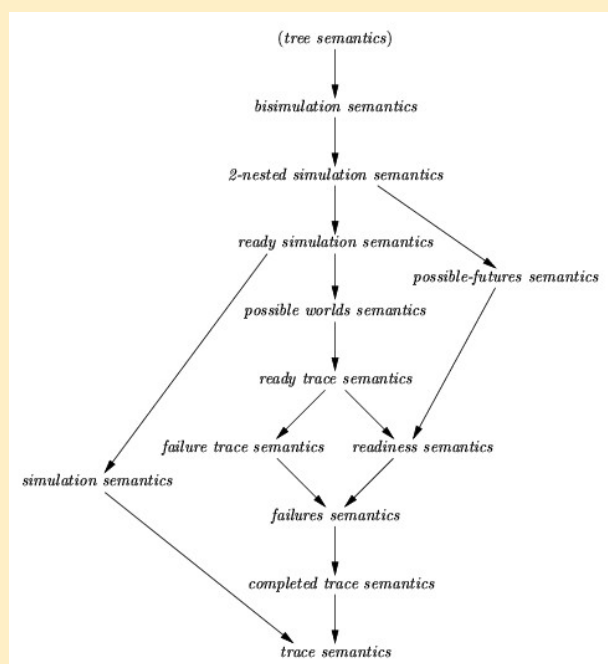 (tree semantics)
bisimulation semantics
2-nested simulation semantics
ready simulation semantics
possible-futures semantics
possible worlds semantics
ready trace semantics
failure trace semantics
readiness semantics
simulation semantics
failures semantics
completed trace semantics
trace semantics